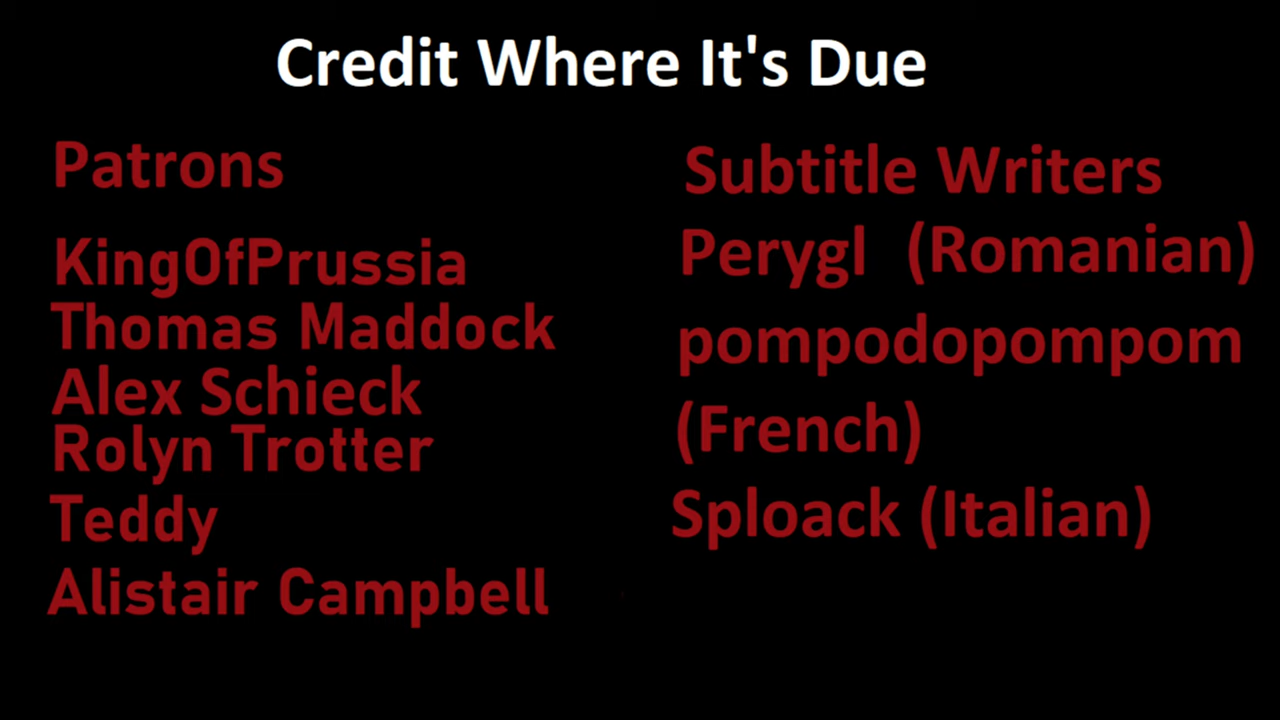 Credit Where It's Due
Patrons
KingOfPrussia
Thomas Maddock
Alex Schieck
Rolyn Trotter
Teddy
Alistair Campbell
Subtitle Writers
Perygl (Romanian)
pompodopompom
(French)
Sploack (Italian)